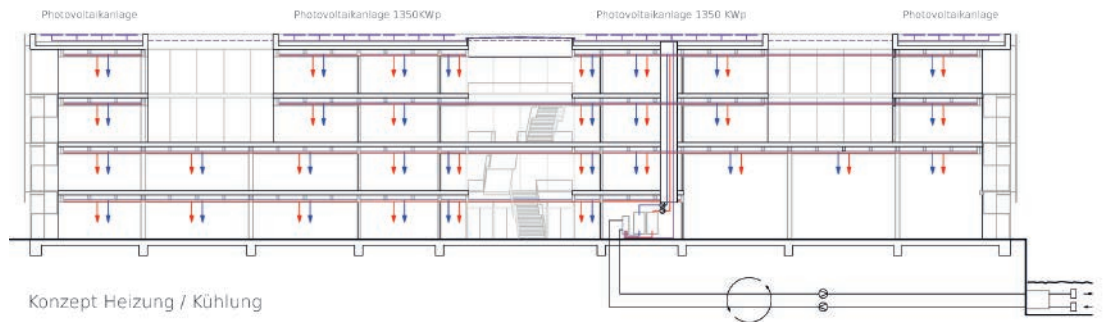 Photovoltaikanlage
Photovoltaikanlage 1350KWp
Photovoltaikanlage 1350 KWp
Photovoltaikanlage
Konzept Heizung / Kühlung